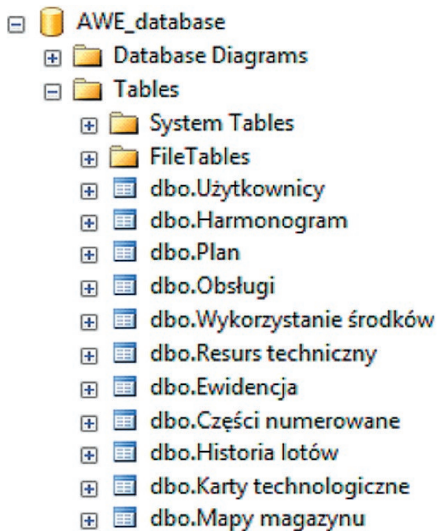 AWE_database
Database Diagrams
Tables
System Tables
FileTables
dbo.Użytkownicy
dbo.Harmonogram
dbo.Plan
dbo.Obsługi
dbo.Wykorzystanie środków
dbo.Resurs techniczny
dbo.Ewidencja
dbo.Części numerowane
dbo.Historia lotów
dbo.Karty technologiczne
dbo.Mapy magazynu